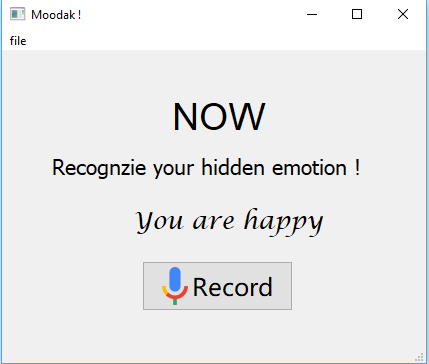 Moodak !
file
NOW
Recognzie your hidden emotion !
You are happy
Record